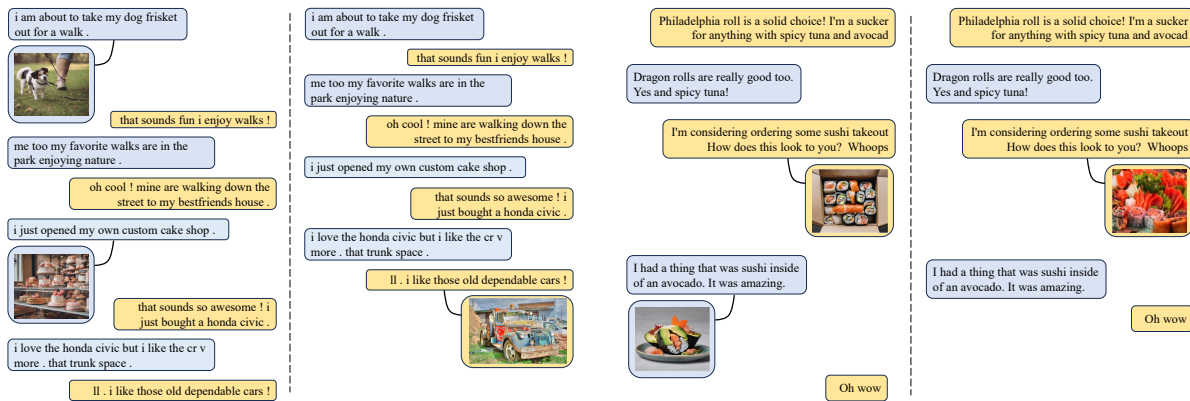 i am about to take my dog frisket
out for a walk .
that sounds fun i enjoy walks !
me too my favorite walks are in the
park enjoying nature .
oh cool ! mine are walking down the
street to my bestfriends house .
i just opened my own custom cake shop .
that sounds so awesome ! i
just bought a honda civic .
i love the honda civic but i like the cr v
more . that trunk space .
ll . i like those old dependable cars !
i am about to take my dog frisket
out for a walk .
that sounds fun i enjoy walks !
me too my favorite walks are in the
park enjoying nature .
oh cool ! mine are walking down the
street to my bestfriends house .
i just opened my own custom cake shop .
that sounds so awesome ! i
just bought a honda civic .
i love the honda civic but i like the cr v
more . that trunk space .
ll . i like those old dependable cars !
Philadelphia roll is a solid choice! I'm a sucker
for anything with spicy tuna and avocad
Dragon rolls are really good too.
Yes and spicy tuna!
I'm considering ordering some sushi takeout
How does this look to you? Whoops
I had a thing that was sushi inside
of an avocado. It was amazing.
Oh wow
Philadelphia roll is a solid choice! I'm a sucker
for anything with spicy tuna and avocad
Dragon rolls are really good too.
Yes and spicy tuna!
I'm considering ordering some sushi takeout
How does this look to you? Whoops
I had a thing that was sushi inside
of an avocado. It was amazing.
Oh wow